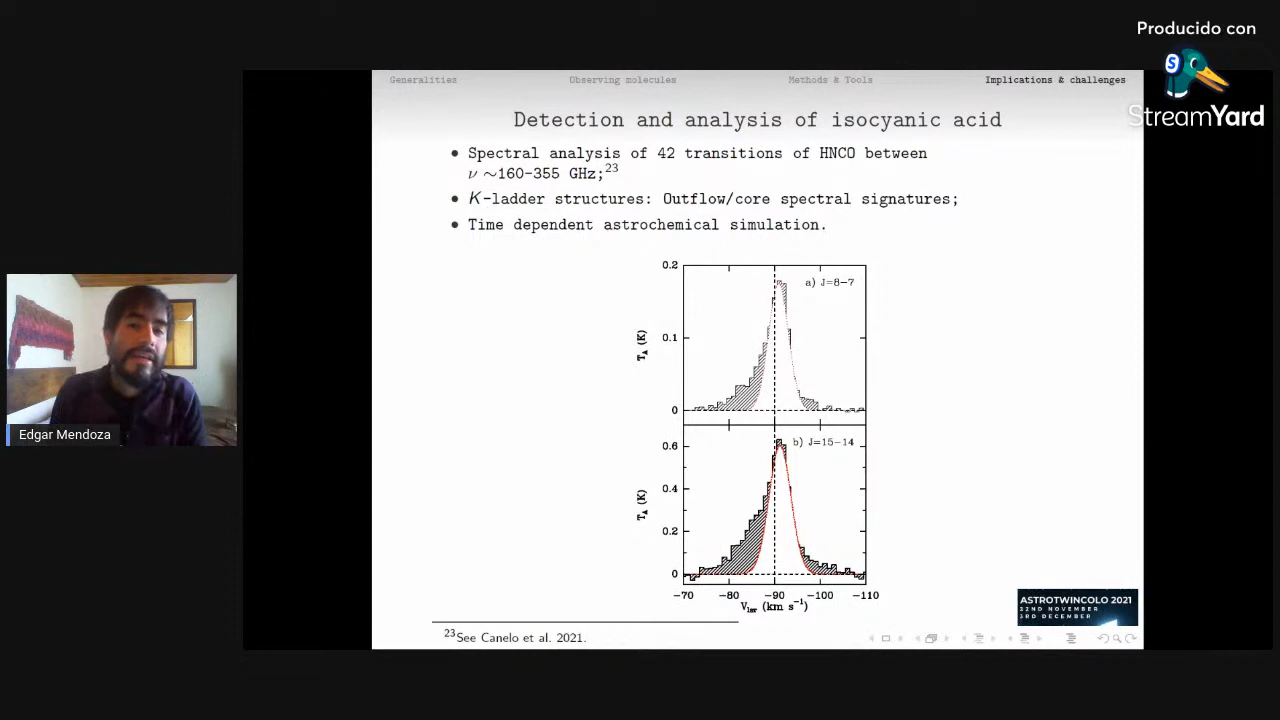 Producido con
StreamYard
Generalities Observing molecules Methods & Tools Implications & challenges
Detection and analysis of isocyanic acid
• Spectral analysis of 42 transitions of HNCO between
ν ∼160-355 GHz;23
• K-ladder structures: Outflow/core spectral signatures;
• Time dependent astrochemical simulation.
0.2
a) J=8−7
0.1
TA (K)
0
0.6
b) J=15−14
0.4
TA (K)
0.2
0
−70 −80 −90 −100 −110
Vlsr (km s−1)
Edgar Mendoza
ASTROTWINCOLO 2021
22ND NOVEMBER
3RD DECEMBER
23See Canelo et al. 2021.